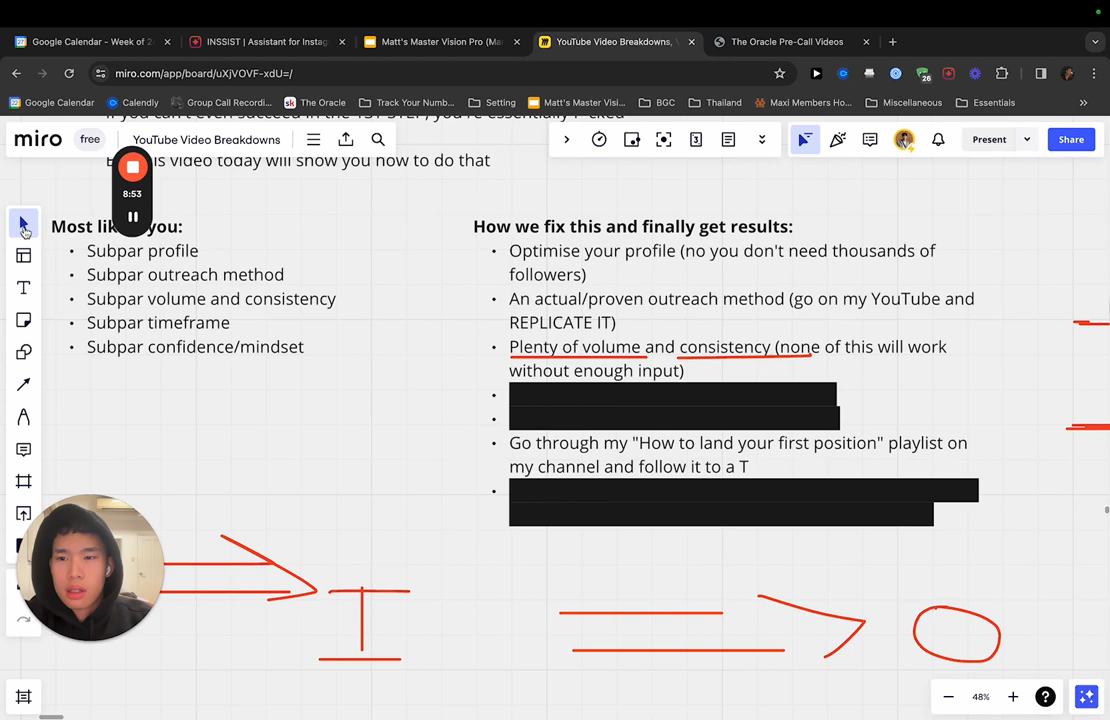 Google Calendar - Week of 2
INSSIST | Assistant for Instag
Matt's Master Vision Pro (Ma
YouTube Video Breakdowns, V
The Oracle Pre-Call Videos
miro.com/app/board/uXjVOVF-xdU=/
26
Google Calendar
Calendly
Group Call Recordi...
sk The Oracle
Track Your Numb...
Setting
Matt's Master Visi...
BGC
Thailand
Maxi Members Ho...
Miscellaneous
Essentials
miro
free
YouTube Video Breakdowns
3
Present
Share
is video today will show you how to do that
8:53
Most you:
Subpar profile
Subpar outreach method
Subpar volume and consistency
Subpar timeframe
Subpar confidence/mindset
How we fix this and finally get results:
Optimise your profile (no you don't need thousands of
followers)
An actual/proven outreach method (go on my YouTube and
REPLICATE IT)
Plenty of volume and consistency (none of this will work
without enough input)
Go through my "How to land your first position" playlist on
my channel and follow it to a T
I
O
48%
?